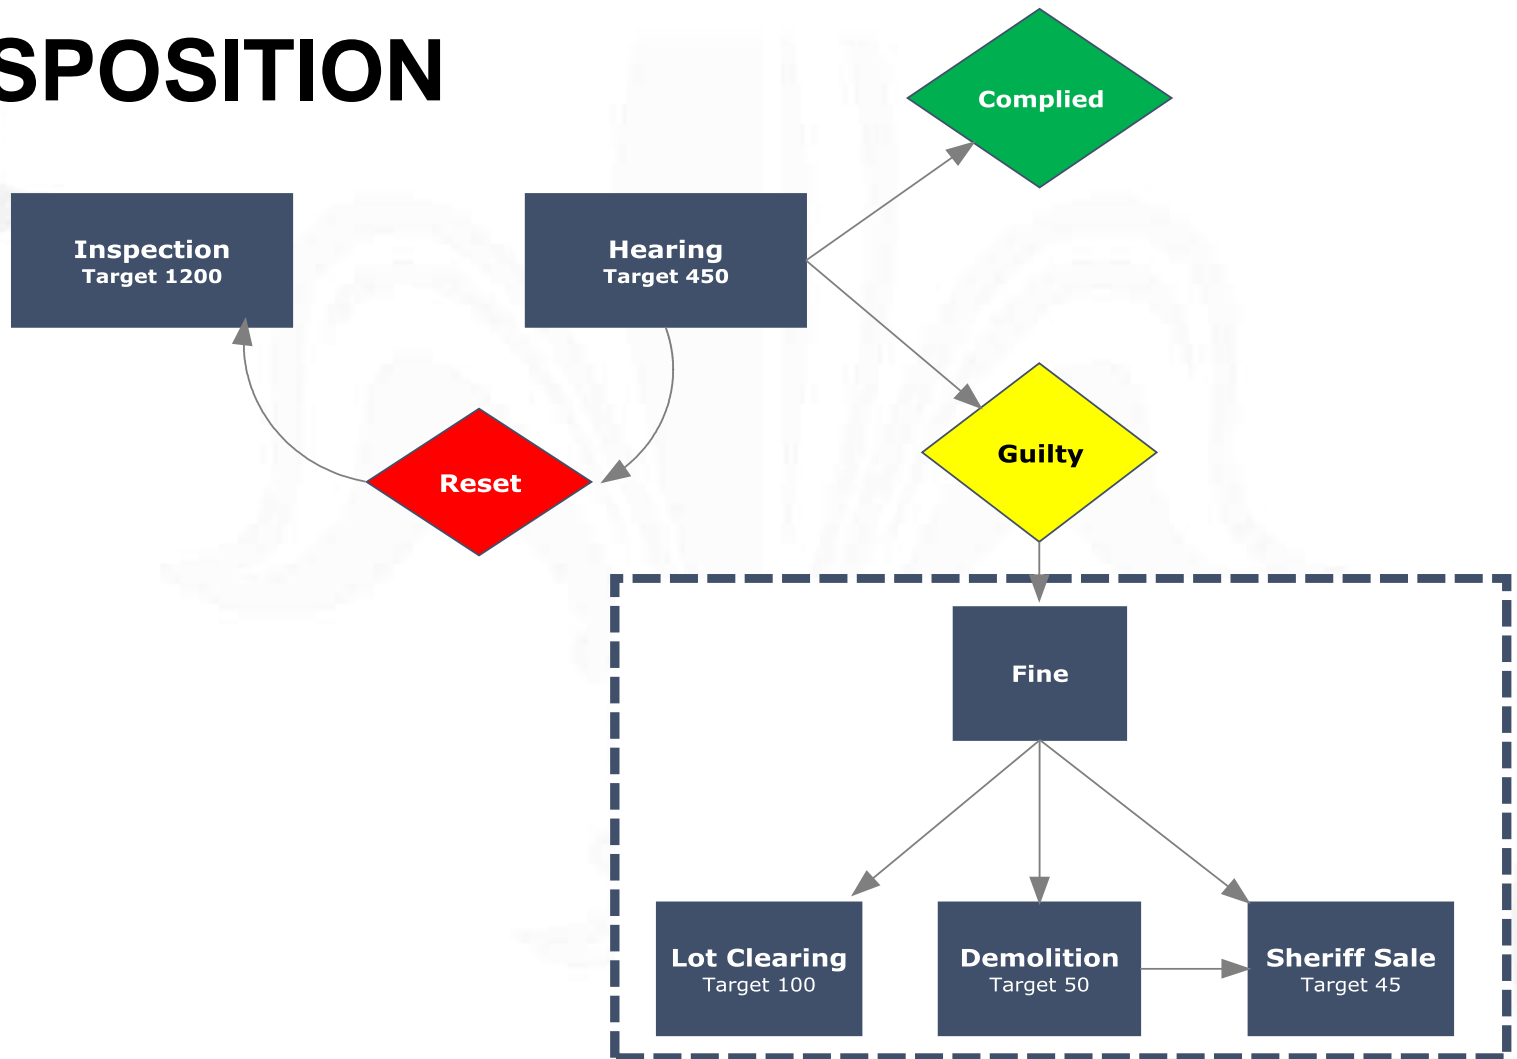 SPOSITION
Complied
Inspection
Target 1200
Hearing
Target 450
Guilty
Reset
Fine
Lot Clearing
Target 100
Demolition
Target 50
Sheriff Sale
Target 45